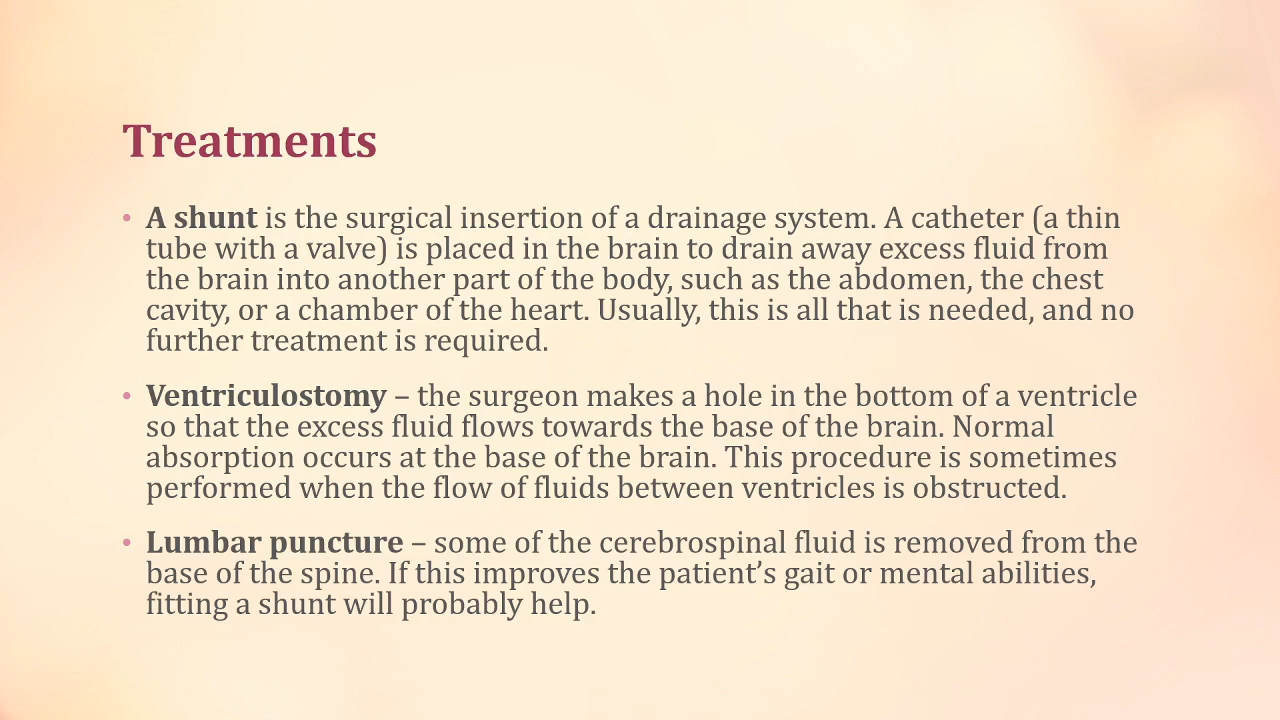 Treatments
• A shunt is the surgical insertion of a drainage system. A catheter (a thin
tube with a valve) is placed in the brain to drain away excess fluid from
the brain into another part of the body, such as the abdomen, the chest
cavity, or a chamber of the heart. Usually, this is all that is needed, and no
further treatment is required.
• Ventriculostomy – the surgeon makes a hole in the bottom of a ventricle
so that the excess fluid flows towards the base of the brain. Normal
absorption occurs at the base of the brain. This procedure is sometimes
performed when the flow of fluids between ventricles is obstructed.
• Lumbar puncture – some of the cerebrospinal fluid is removed from the
base of the spine. If this improves the patient’s gait or mental abilities,
fitting a shunt will probably help.